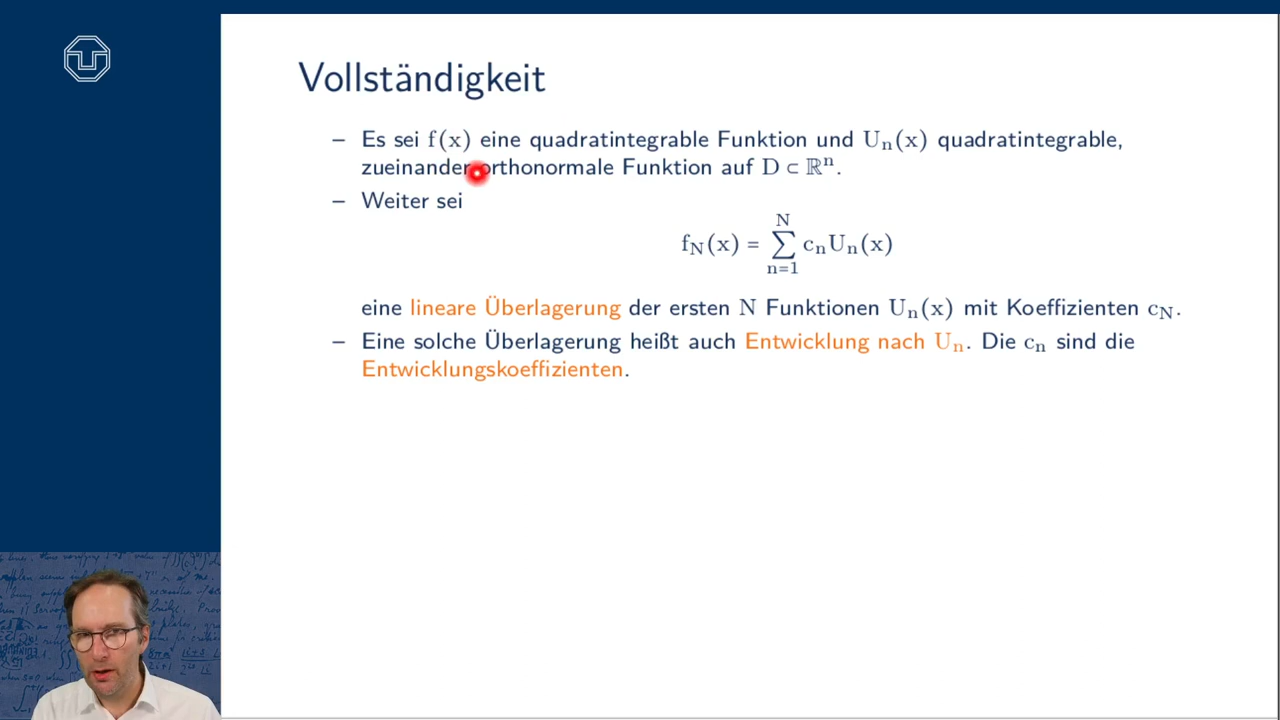 Vollständigkeit
– Es sei f(x) eine quadratintegrable Funktion und Uₙ(x) quadratintegrable,
zueinander orthonormale Funktion auf D ⊂ ℝⁿ.
– Weiter sei
N
f_N(x) = ∑ cₙUₙ(x)
n=1
eine lineare Überlagerung der ersten N Funktionen Uₙ(x) mit Koeffizienten c_N.
– Eine solche Überlagerung heißt auch Entwicklung nach Uₙ. Die cₙ sind die
Entwicklungskoeffizienten.